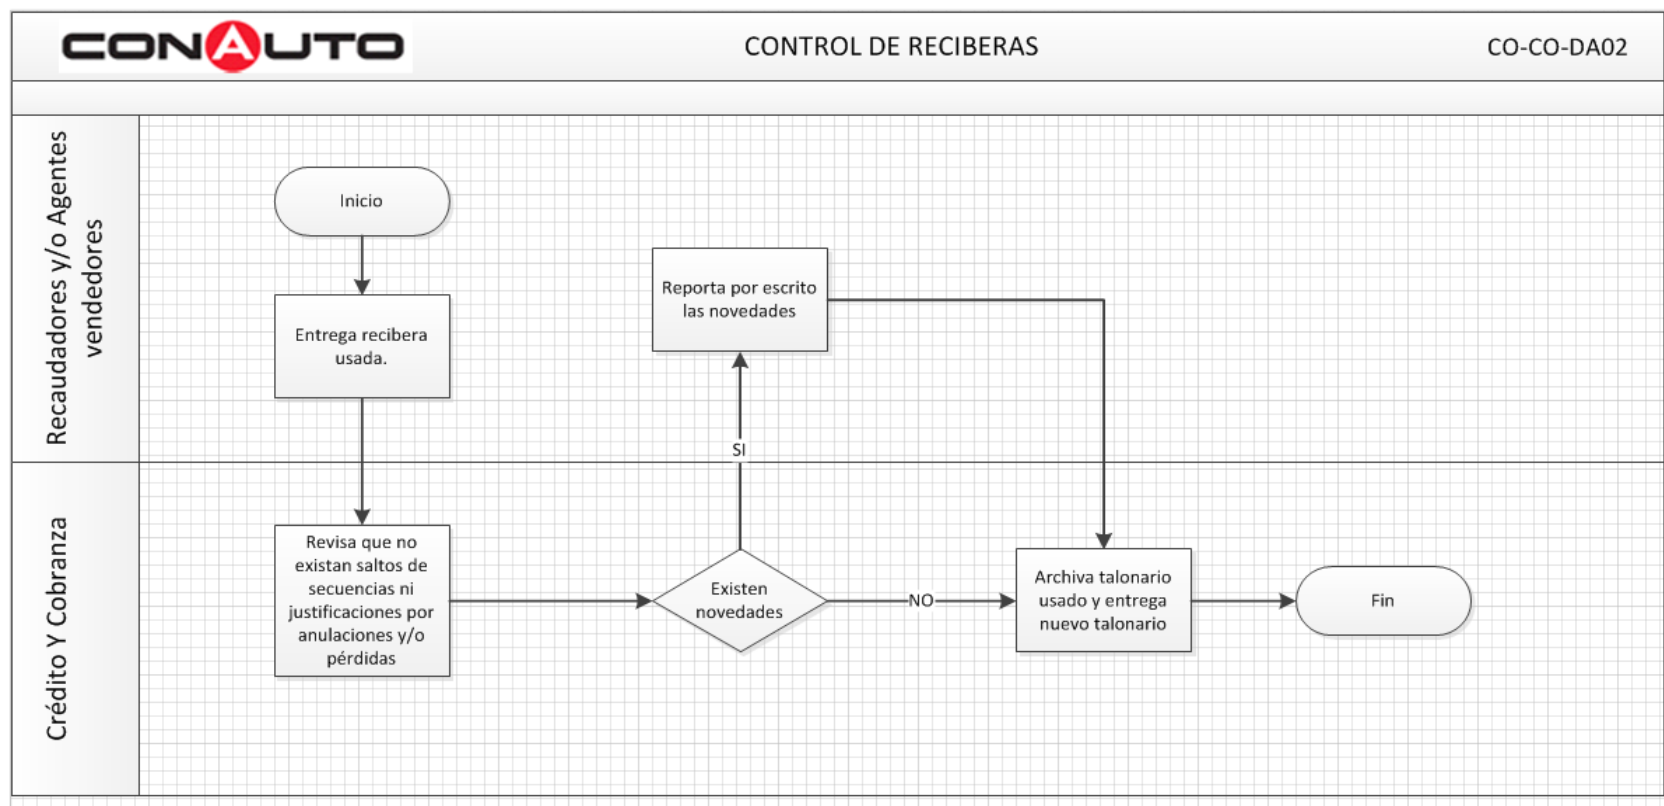 CONAUTO
CONTROL DE RECIBERAS
CO-CO-DA02
Recaudadores y/o Agentes
vendedores
Inicio
Entrega recibera
usada.
Reporta por escrito
las novedades
SI
Crédito Y Cobranza
Revisa que no
existan saltos de
secuencias ni
justificaciones por
anulaciones y/o
pérdidas
Existen
novedades
NO
Archiva talonario
usado y entrega
nuevo talonario
Fin